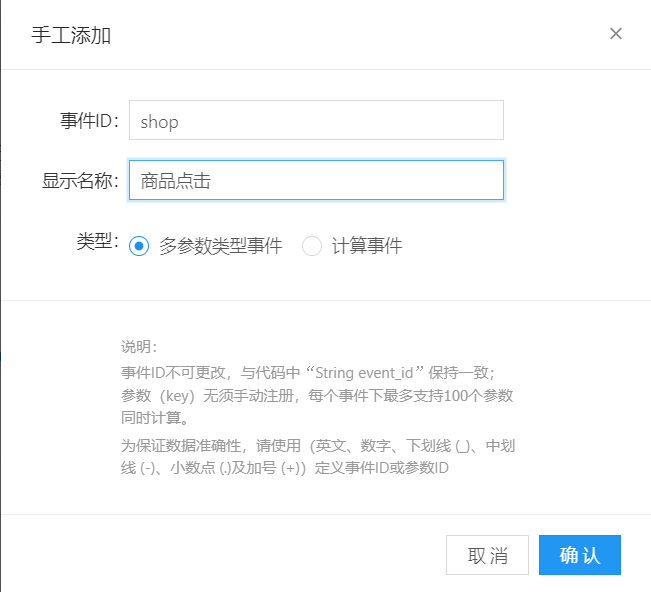 手工添加
事件ID： shop
显示名称： 商品点击
类型： 多参数类型事件 计算事件
说明：
事件ID不可更改，与代码中“String event_id”保持一致；
参数（key）无须手动注册，每个事件下最多支持100个参数
同时计算。
为保证数据准确性，请使用（英文、数字、下划线 (_)、中划
线 (-)、小数点 (.)及加号 (+)）定义事件ID或参数ID
取 消 确 认